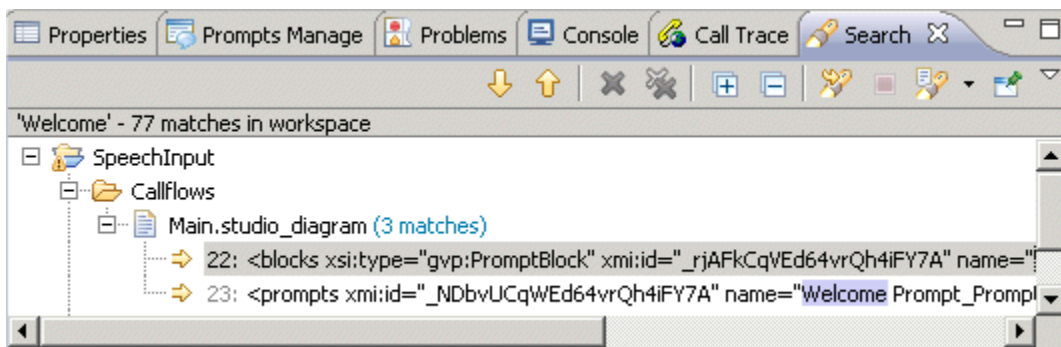 Properties Prompts Manage Problems Console Call Trace Search
'Welcome' - 77 matches in workspace
SpeechInput
Callflows
Main.studio_diagram (3 matches)
22: <blocks xsi:type="gvp:PromptBlock" xmi:id="_rjAFkCqVEd64vrQh4iFY7A" name="
23: <prompts xmi:id="_NDbvUCqWEd64vrQh4iFY7A" name="Welcome Prompt_Prompt